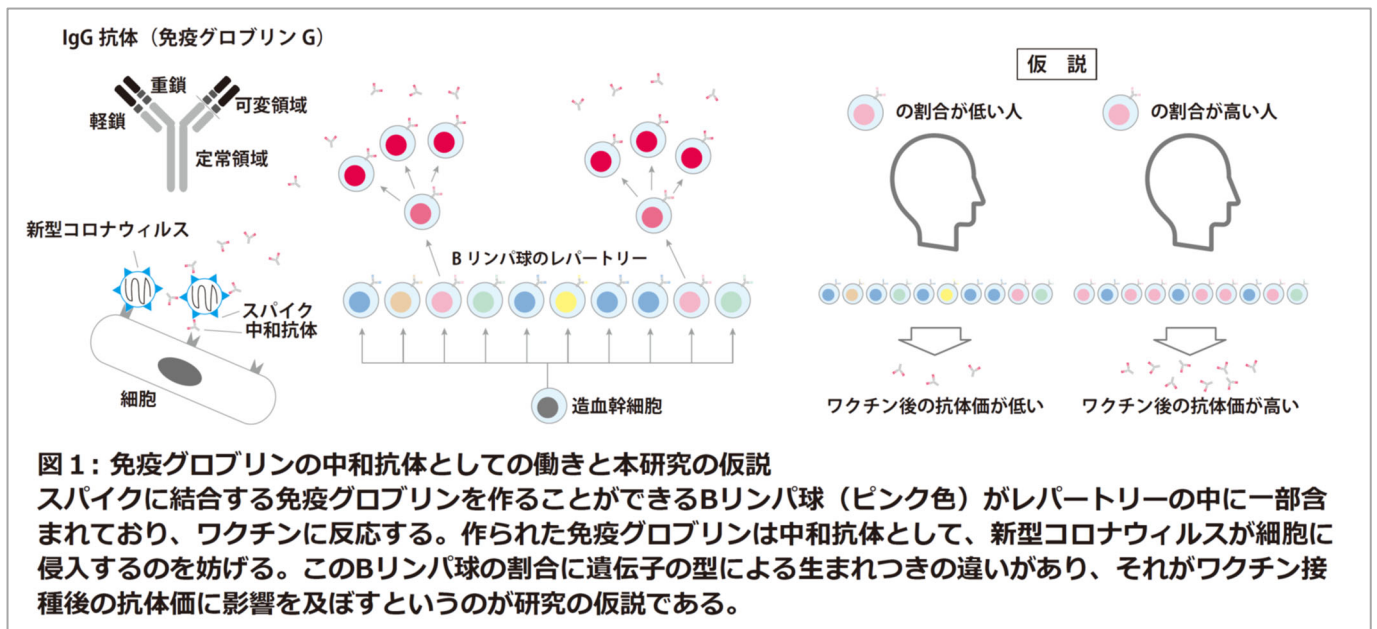 IgG 抗体（免疫グロブリン G）
重鎖
軽鎖
可変領域
定常領域
新型コロナウィルス
スパイク
中和抗体
細胞
B リンパ球のレパートリー
造血幹細胞
仮 説
の割合が低い人
の割合が高い人
ワクチン後の抗体価が低い
ワクチン後の抗体価が高い
図1: 免疫グロブリンの中和抗体としての働きと本研究の仮説
スパイクに結合する免疫グロブリンを作ることができるBリンパ球（ピンク色）がレパートリーの中に一部含
まれており、ワクチンに反応する。作られた免疫グロブリンは中和抗体として、新型コロナウィルスが細胞に
侵入するのを妨げる。このBリンパ球の割合に遺伝子の型による生まれつきの違いがあり、それがワクチン接
種後の抗体価に影響を及ぼすというのが研究の仮説である。